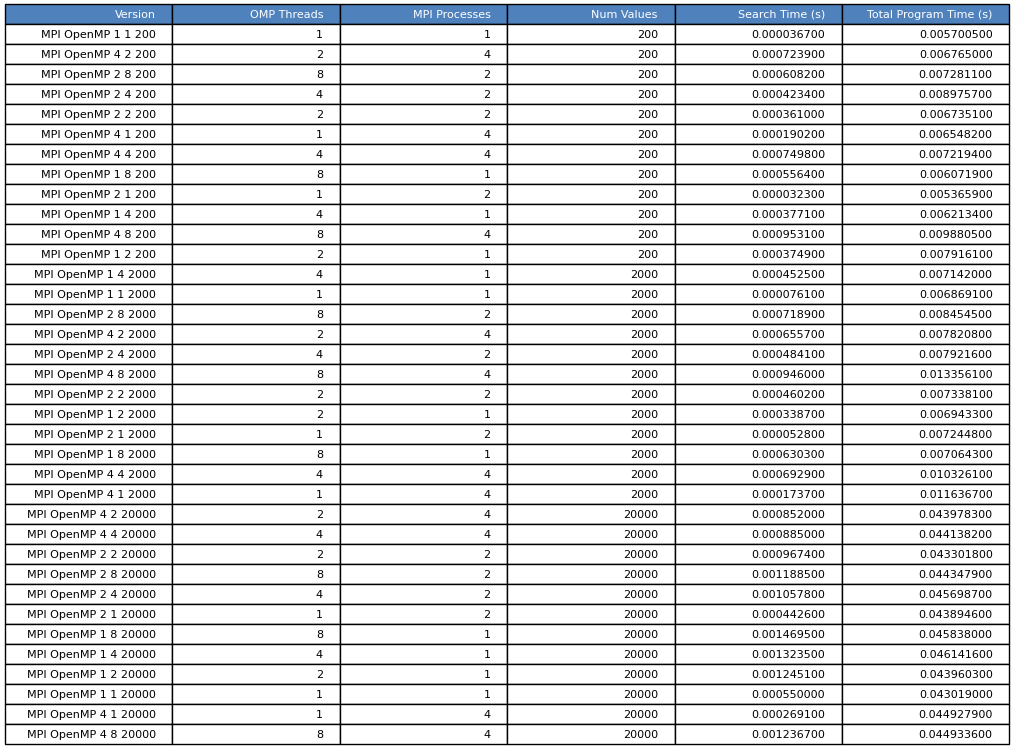 Version OMP Threads MPI Processes Num Values Search Time (s) Total Program Time (s)
MPI OpenMP 1 1 200 1 1 200 0.000036700 0.005700500
MPI OpenMP 4 2 200 2 4 200 0.000723900 0.006765000
MPI OpenMP 2 8 200 8 2 200 0.000608200 0.007281100
MPI OpenMP 2 4 200 4 2 200 0.000423400 0.008975700
MPI OpenMP 2 2 200 2 2 200 0.000361000 0.006735100
MPI OpenMP 4 1 200 1 4 200 0.000190200 0.006548200
MPI OpenMP 4 4 200 4 4 200 0.000749800 0.007219400
MPI OpenMP 1 8 200 8 1 200 0.000556400 0.006071900
MPI OpenMP 2 1 200 1 2 200 0.000032300 0.005365900
MPI OpenMP 1 4 200 4 1 200 0.000377100 0.006213400
MPI OpenMP 4 8 200 8 4 200 0.000953100 0.009880500
MPI OpenMP 1 2 200 2 1 200 0.000374900 0.007916100
MPI OpenMP 1 4 2000 4 1 2000 0.000452500 0.007142000
MPI OpenMP 1 1 2000 1 1 2000 0.000076100 0.006869100
MPI OpenMP 2 8 2000 8 2 2000 0.000718900 0.008454500
MPI OpenMP 4 2 2000 2 4 2000 0.000655700 0.007820800
MPI OpenMP 2 4 2000 4 2 2000 0.000484100 0.007921600
MPI OpenMP 4 8 2000 8 4 2000 0.000946000 0.013356100
MPI OpenMP 2 2 2000 2 2 2000 0.000460200 0.007338100
MPI OpenMP 1 2 2000 2 1 2000 0.000338700 0.006943300
MPI OpenMP 2 1 2000 1 2 2000 0.000052800 0.007244800
MPI OpenMP 1 8 2000 8 1 2000 0.000630300 0.007064300
MPI OpenMP 4 4 2000 4 4 2000 0.000692900 0.010326100
MPI OpenMP 4 1 2000 1 4 2000 0.000173700 0.011636700
MPI OpenMP 4 2 20000 2 4 20000 0.000852000 0.043978300
MPI OpenMP 4 4 20000 4 4 20000 0.000885000 0.044138200
MPI OpenMP 2 2 20000 2 2 20000 0.000967400 0.043301800
MPI OpenMP 2 8 20000 8 2 20000 0.001188500 0.044347900
MPI OpenMP 2 4 20000 4 2 20000 0.001057800 0.045698700
MPI OpenMP 2 1 20000 1 2 20000 0.000442600 0.043894600
MPI OpenMP 1 8 20000 8 1 20000 0.001469500 0.045838000
MPI OpenMP 1 4 20000 4 1 20000 0.001323500 0.046141600
MPI OpenMP 1 2 20000 2 1 20000 0.001245100 0.043960300
MPI OpenMP 1 1 20000 1 1 20000 0.000550000 0.043019000
MPI OpenMP 4 1 20000 1 4 20000 0.000269100 0.044927900
MPI OpenMP 4 8 20000 8 4 20000 0.001236700 0.044933600